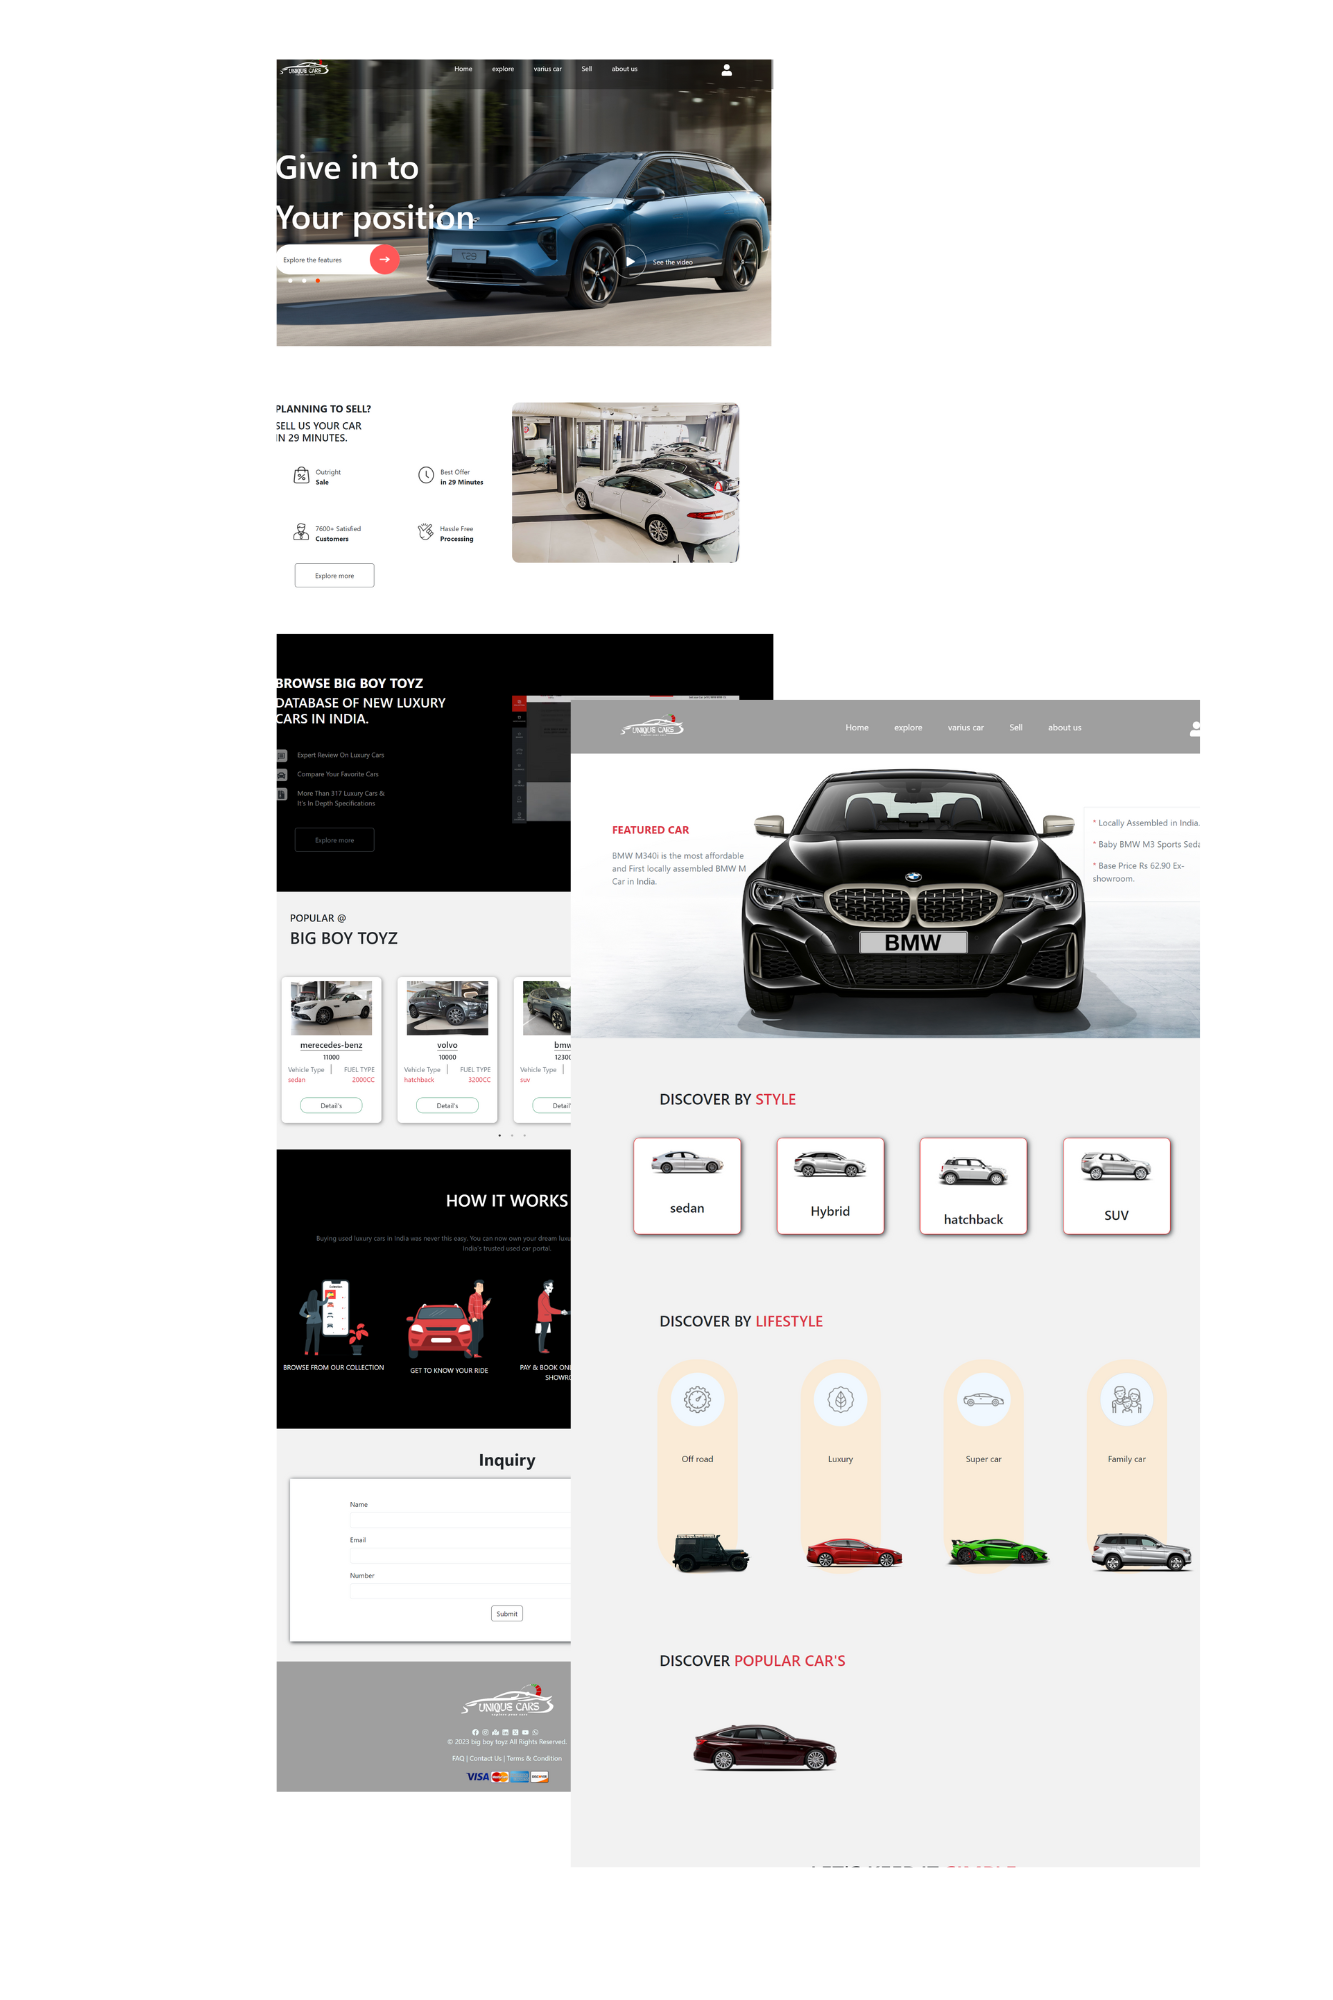 UNIQUE CARS
Home explore varius car Sell about us
Give in to
Your position
Explore the features
See the video
PLANNING TO SELL?
SELL US YOUR CAR
IN 29 MINUTES.
Outright
Sale
Best Offer
in 29 Minutes
7600+ Satisfied
Customers
Hassle Free
Processing
Explore more
BROWSE BIG BOY TOYZ
DATABASE OF NEW LUXURY
CARS IN INDIA.
Expert Review On Luxury Cars
Compare Your Favorite Cars
More Than 317 Luxury Cars &
It's In Depth Specifications
Explore more
POPULAR @
BIG BOY TOYZ
merecedes-benz
11000
Vehicle Type | FUEL TYPE
sedan 2000CC
Detail's
volvo
10000
Vehicle Type | FUEL TYPE
hatchback 3200CC
Detail's
bmw
1230
Vehicle Type |
suv
Detail'
HOW IT WORKS
Buying used luxury cars in India was never this easy. You can now own your dream luxu
India's trusted used car portal.
BROWSE FROM OUR COLLECTION
GET TO KNOW YOUR RIDE
PAY & BOOK ONL
SHOWR
Inquiry
Name
Email
Number
Submit
UNIQUE CARS
© 2023 big boy toyz All Rights Reserved.
FAQ | Contact Us | Terms & Condition
VISA
DISCOVER
UNIQUE CARS
Home explore varius car Sell about us
FEATURED CAR
BMW M340i is the most affordable
and First locally assembled BMW M
Car in India.
* Locally Assembled in India.
* Baby BMW M3 Sports Seda
* Base Price Rs 62.90 Ex-
showroom.
BMW
DISCOVER BY STYLE
sedan
Hybrid
hatchback
SUV
DISCOVER BY LIFESTYLE
Off road
Luxury
Super car
Family car
DISCOVER POPULAR CAR'S